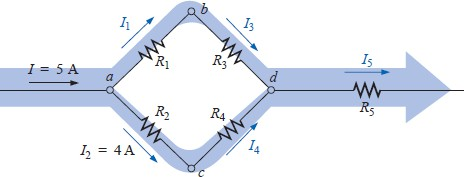 b
I₁
I₃
I = 5 A
R₁
R₃
I₅
a
d
R₂
R₄
R₅
I₂ = 4 A
I₄
c